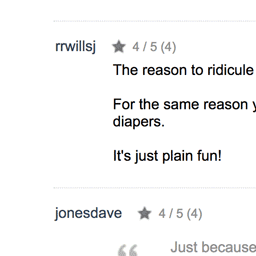 rrwillsj ★ 4 / 5 (4)
The reason to ridicule
For the same reason y
diapers.
It's just plain fun!
jonesdave ★ 4 / 5 (4)
“ Just because